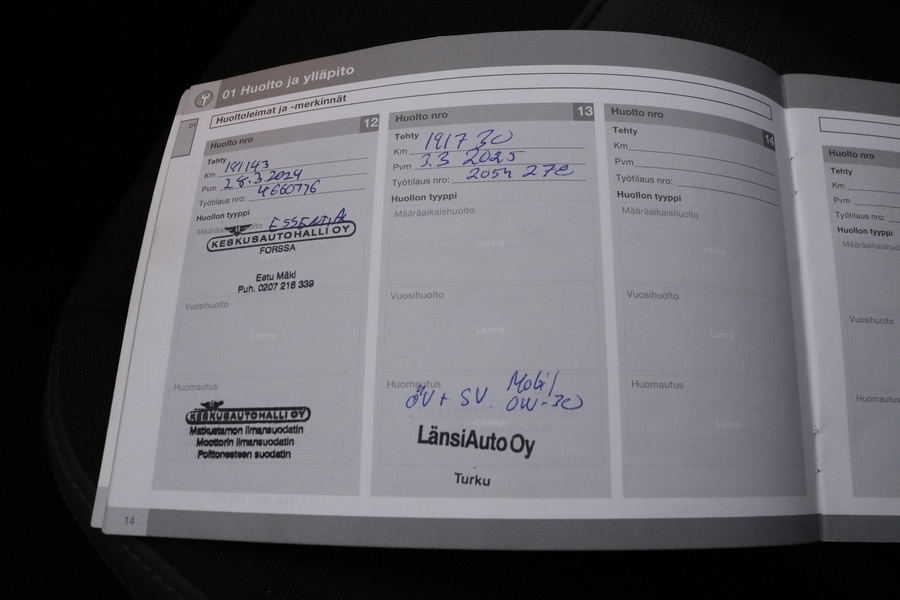 01 Huolto ja ylläpito
Huoltoleimat ja -merkinnät
01
Huolto nro 12
Tehty
Km 181143
Pvm 28.3.2024
Työtilaus nro: 4660776
Huollon tyyppi
Määräaikaishuolto ESSENTIA
KESKUSAUTOHALLI OY
FORSSA
Eetu Mäki
Puh. 0207 218 339
Vuosihuolto
Leima
Huomautus
KESKUSAUTOHALLI OY
Matkustamon ilmansuodatin
Moottorin ilmansuodatin
Polttonesteen suodatin
14
Huolto nro 13
Tehty
Km 191730
Pvm 3.3 2025
Työtilaus nro: 2054 278
Huollon tyyppi
Määräaikaishuolto
Leima
Vuosihuolto
Leima
Huomautus
öV + SV. Mobil
0W-30
LänsiAuto Oy
Turku
Huolto nro 14
Tehty
Km
Pvm
Työtilaus nro:
Huollon tyyppi
Määräaikaishuolto
Leima
Vuosihuolto
Leima
Huomautus
Leima
Huolto nro
Tehty
Km
Pvm
Työtilaus nro:
Huollon tyyppi
Määräaikaishuo
Vuosihuolto
Huomautus